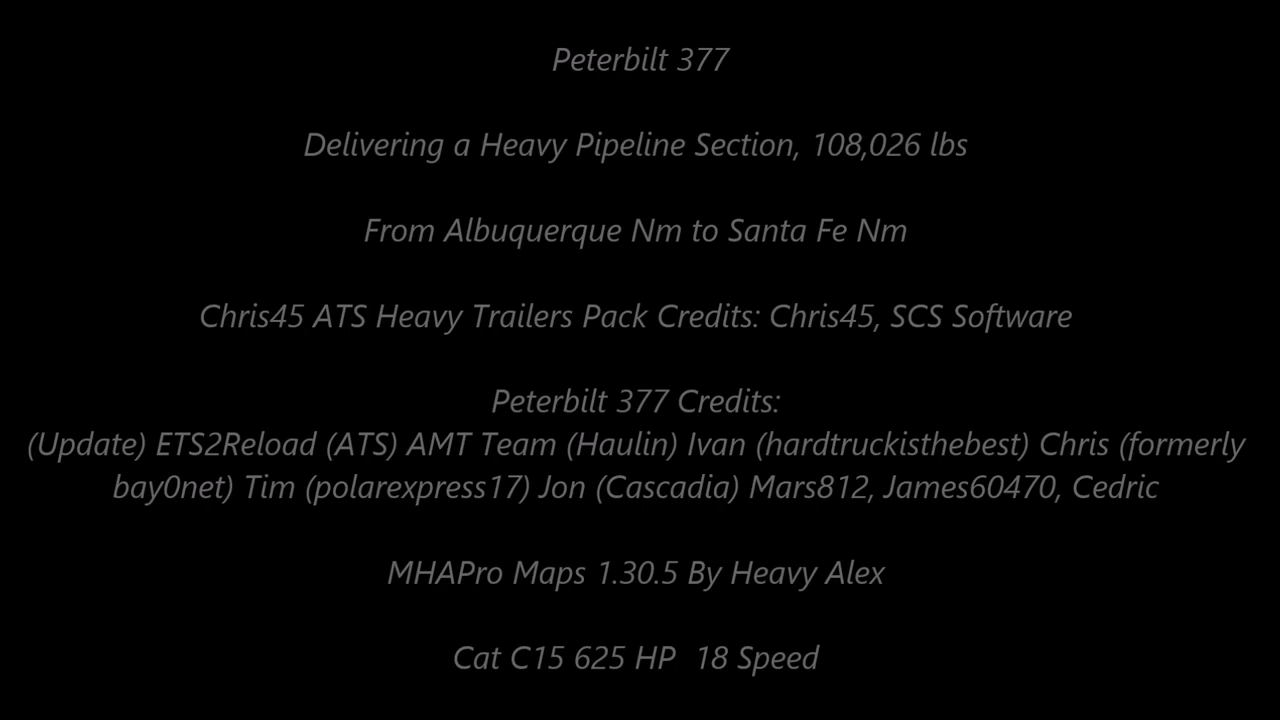 Peterbilt 377
Delivering a Heavy Pipeline Section, 108,026 lbs
From Albuquerque Nm to Santa Fe Nm
Chris45 ATS Heavy Trailers Pack Credits: Chris45, SCS Software
Peterbilt 377 Credits:
(Update) ETS2Reload (ATS) AMT Team (Haulin) Ivan (hardtruckisthebest) Chris (formerly
bay0net) Tim (polarexpress17) Jon (Cascadia) Mars812, James60470, Cedric
MHAPro Maps 1.30.5 By Heavy Alex
Cat C15 625 HP  18 Speed